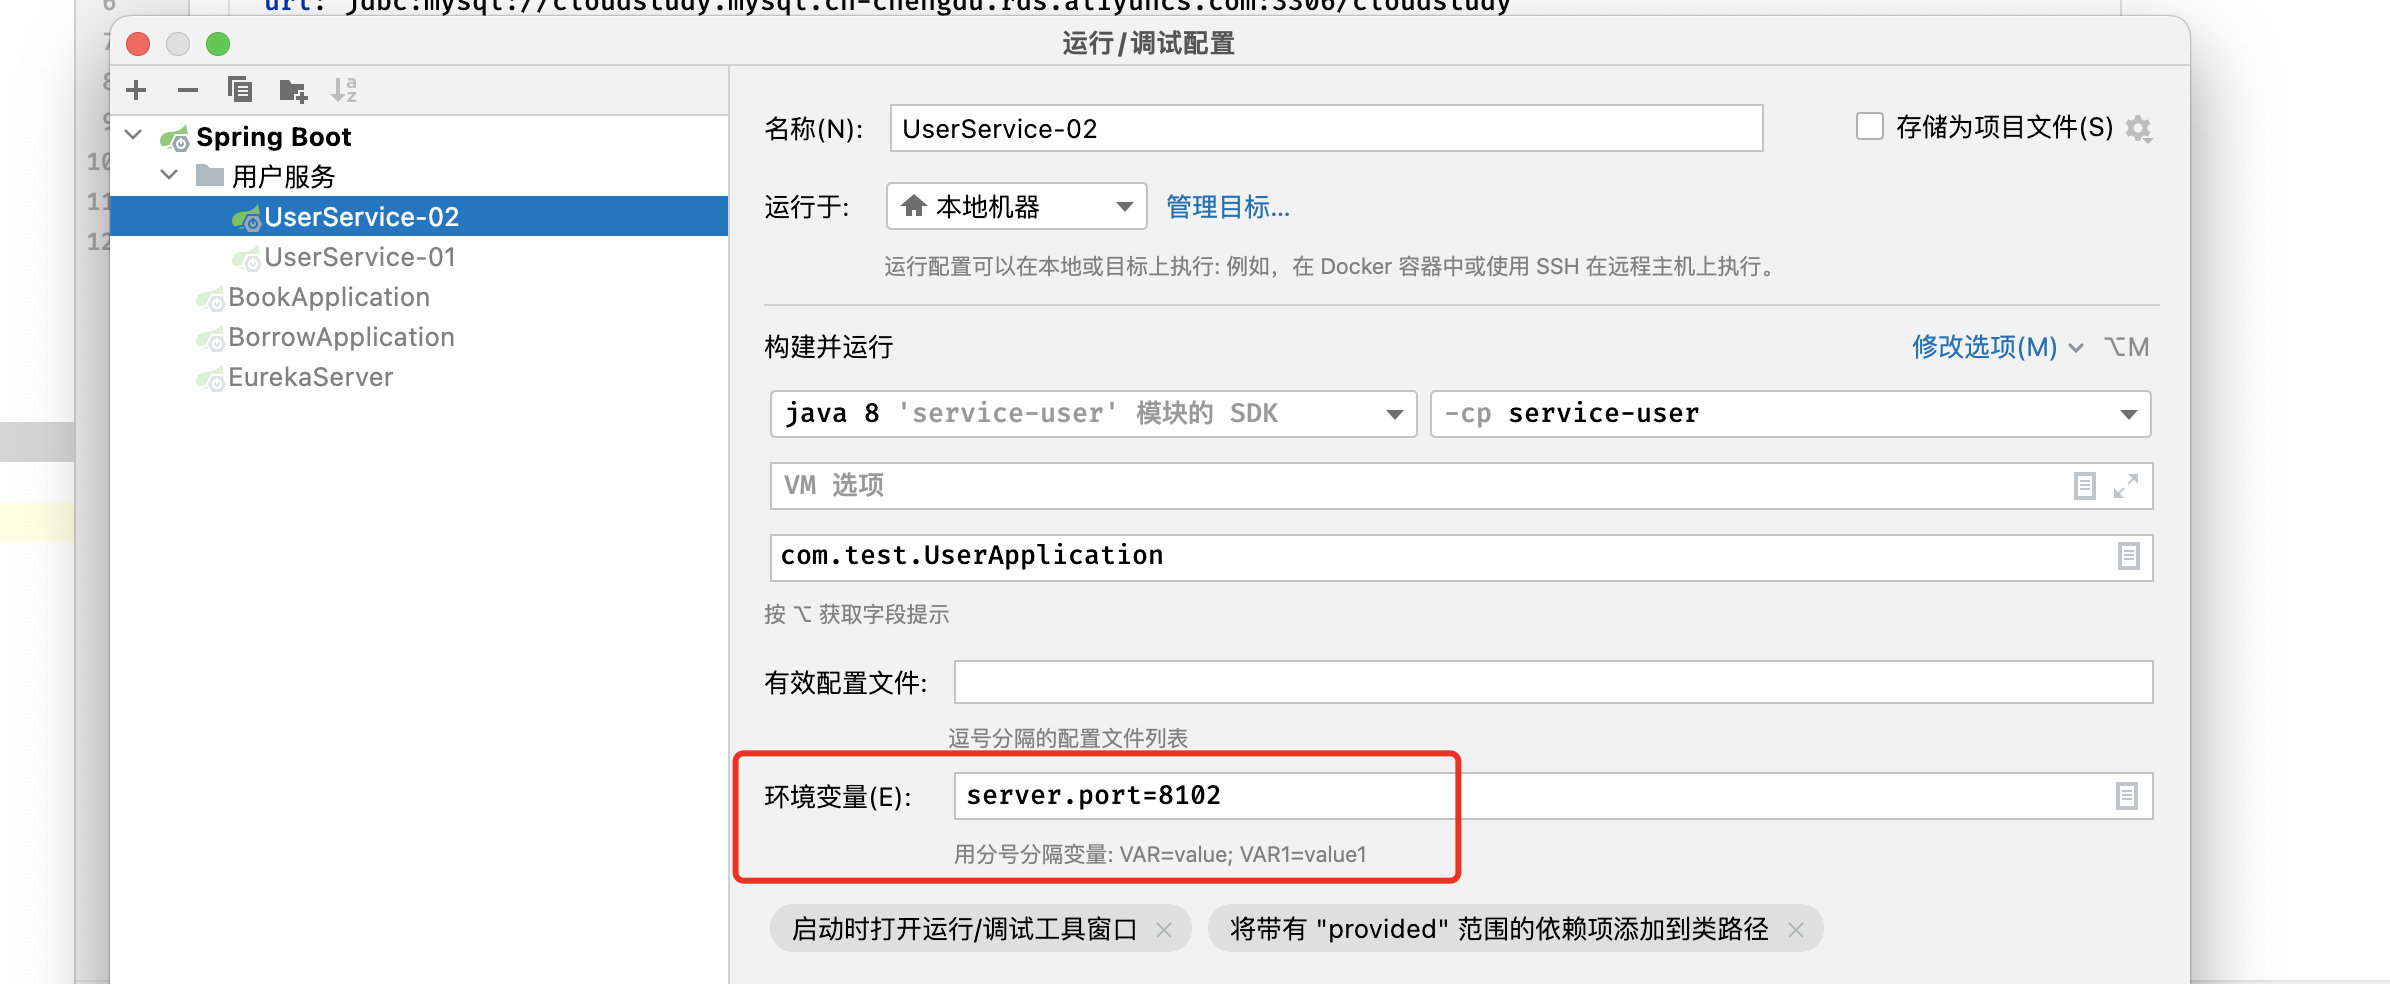 6 url: jdbc:mysql://cloudstudy.mysql.cn-chengdu.rds.aliyuncs.com:3306/cloudstudy
7
8
9
10
11
12
运行/调试配置
Spring Boot
用户服务
UserService-02
UserService-01
BookApplication
BorrowApplication
EurekaServer
名称(N): UserService-02 存储为项目文件(S)
运行于: 本地机器 管理目标...
运行配置可以在本地或目标上执行: 例如，在 Docker 容器中或使用 SSH 在远程主机上执行。
构建并运行 修改选项(M) ⌥M
java 8 'service-user' 模块的 SDK -cp service-user
VM 选项
com.test.UserApplication
按 ⌥ 获取字段提示
有效配置文件:
逗号分隔的配置文件列表
环境变量(E): server.port=8102
用分号分隔变量: VAR=value; VAR1=value1
启动时打开运行/调试工具窗口 × 将带有 "provided" 范围的依赖项添加到类路径 ×